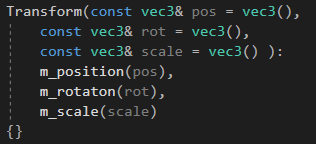 Transform(const vec3& pos = vec3(),
const vec3& rot = vec3(),
const vec3& scale = vec3() ):
m_position(pos),
m_rotaton(rot),
m_scale(scale)
{}